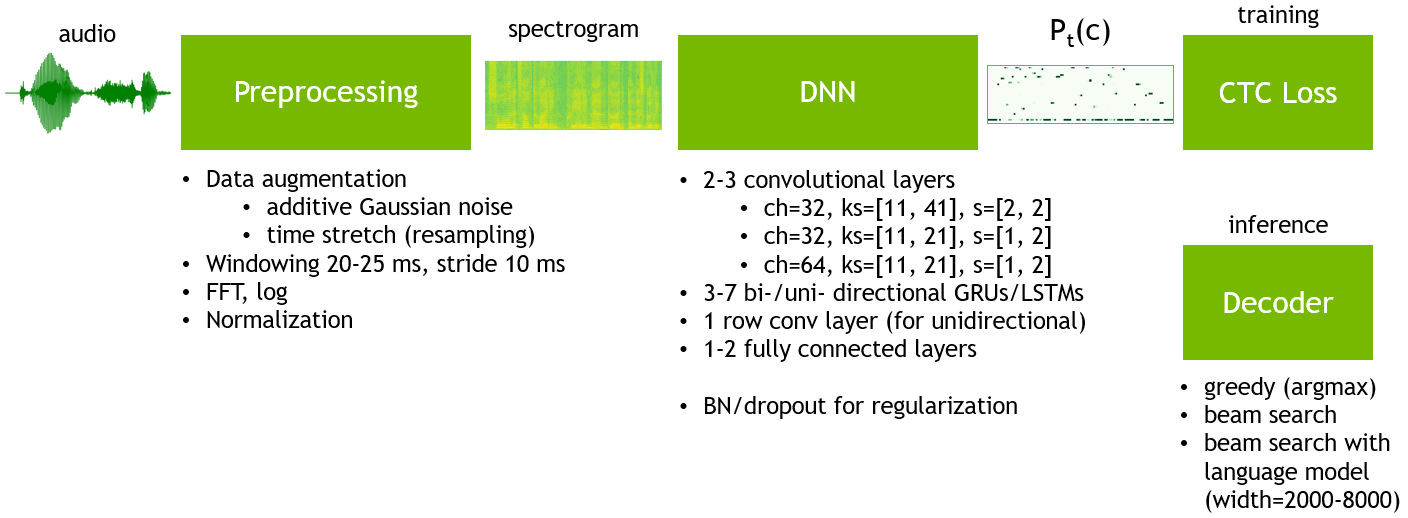 audio
Preprocessing
• Data augmentation
• additive Gaussian noise
• time stretch (resampling)
• Windowing 20-25 ms, stride 10 ms
• FFT, log
• Normalization
spectrogram
DNN
• 2-3 convolutional layers
• ch=32, ks=[11, 41], s=[2, 2]
• ch=32, ks=[11, 21], s=[1, 2]
• ch=64, ks=[11, 21], s=[1, 2]
• 3-7 bi-/uni- directional GRUs/LSTMs
• 1 row conv layer (for unidirectional)
• 1-2 fully connected layers
• BN/dropout for regularization
Pt(c)
training
CTC Loss
inference
Decoder
• greedy (argmax)
• beam search
• beam search with
language model
(width=2000-8000)